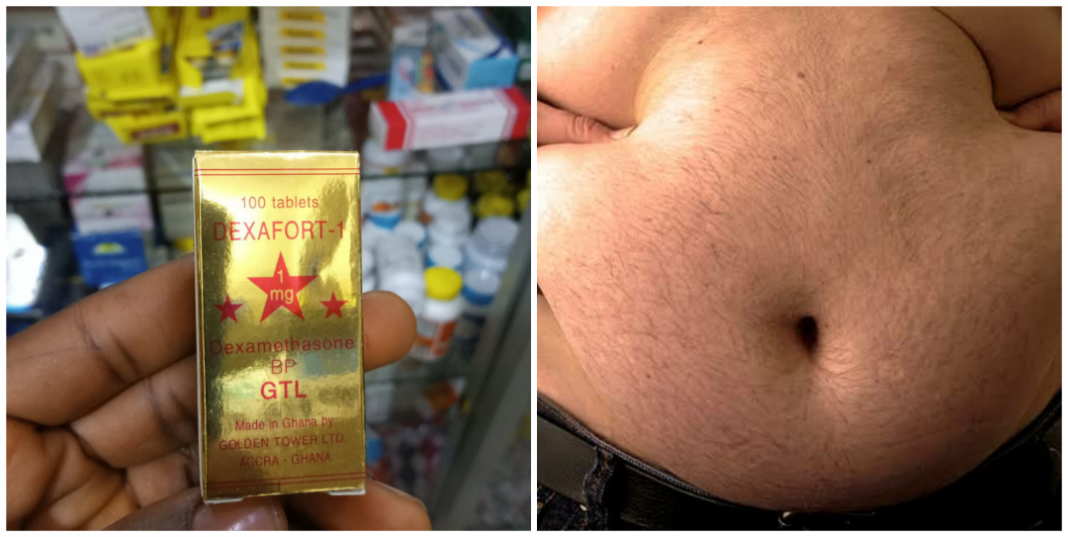 100 tablets
DEXAFORT-1
1
mg
Dexamethasone
BP
GTL
Made in Ghana by
GOLDEN TOWER LTD.
ACCRA - GHANA